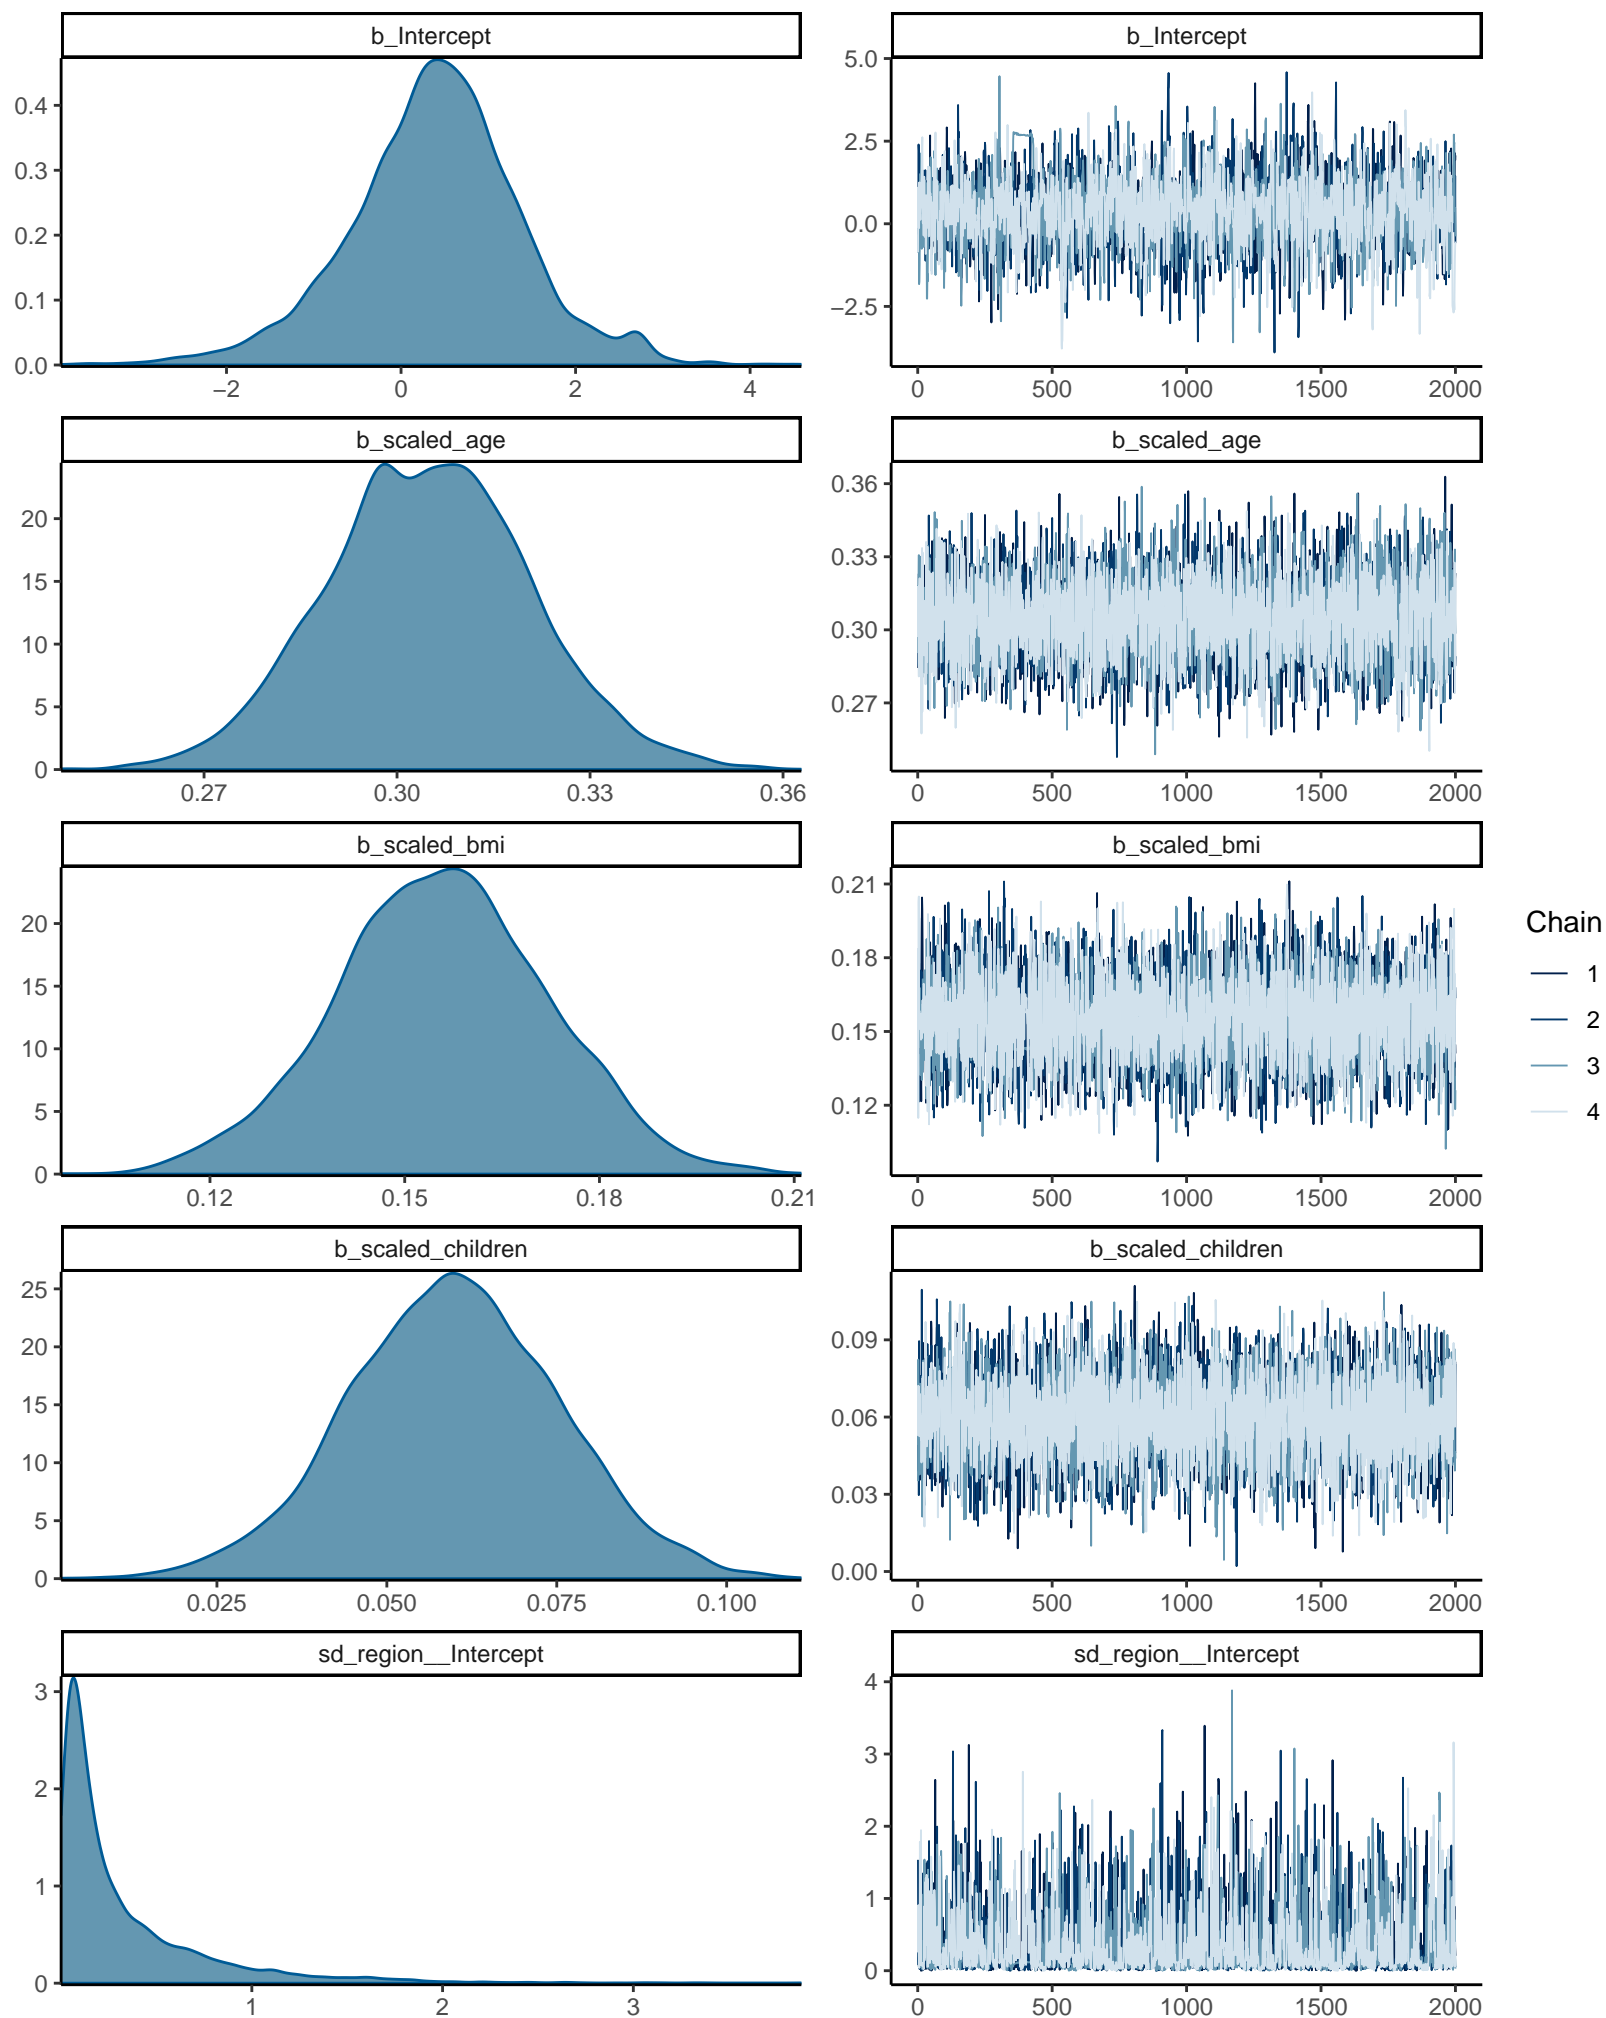 b_Intercept
0.4
0.3
0.2
0.1
0.0
−2 0 2 4
b_Intercept
5.0
2.5
0.0
−2.5
0 500 1000 1500 2000
b_scaled_age
20
15
10
5
0
0.27 0.30 0.33 0.36
b_scaled_age
0.36
0.33
0.30
0.27
0 500 1000 1500 2000
b_scaled_bmi
20
15
10
5
0
0.12 0.15 0.18 0.21
b_scaled_bmi
0.21
0.18
0.15
0.12
0 500 1000 1500 2000
b_scaled_children
25
20
15
10
5
0
0.025 0.050 0.075 0.100
b_scaled_children
0.09
0.06
0.03
0.00
0 500 1000 1500 2000
sd_region__Intercept
3
2
1
0
1 2 3
sd_region__Intercept
4
3
2
1
0
0 500 1000 1500 2000
Chain
1
2
3
4